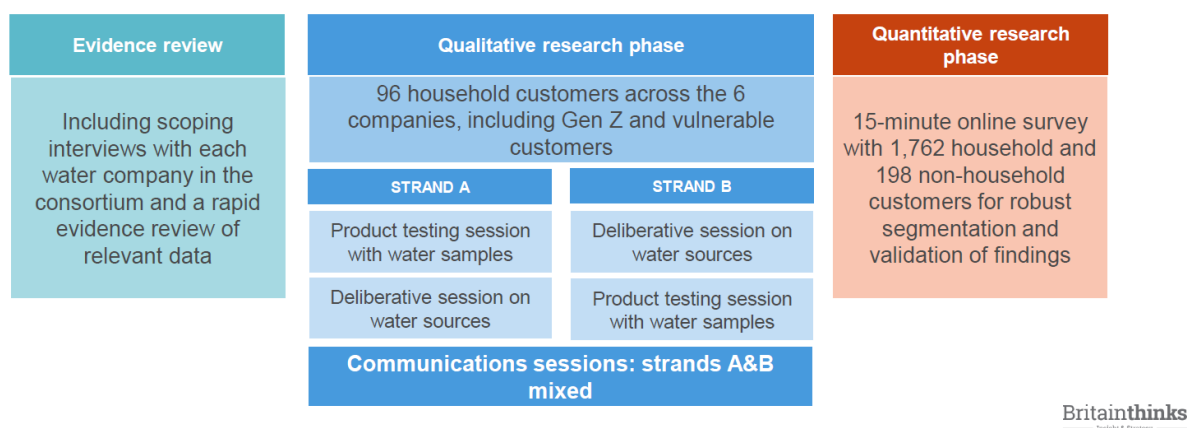 Evidence review
Including scoping
interviews with each
water company in the
consortium and a rapid
evidence review of
relevant data
Qualitative research phase
96 household customers across the 6
companies, including Gen Z and vulnerable
customers
STRAND A
Product testing session
with water samples
Deliberative session on
water sources
STRAND B
Deliberative session on
water sources
Product testing session
with water samples
Communications sessions: strands A&B
mixed
Quantitative research
phase
15-minute online survey
with 1,762 household and
198 non-household
customers for robust
segmentation and
validation of findings
Britainthinks